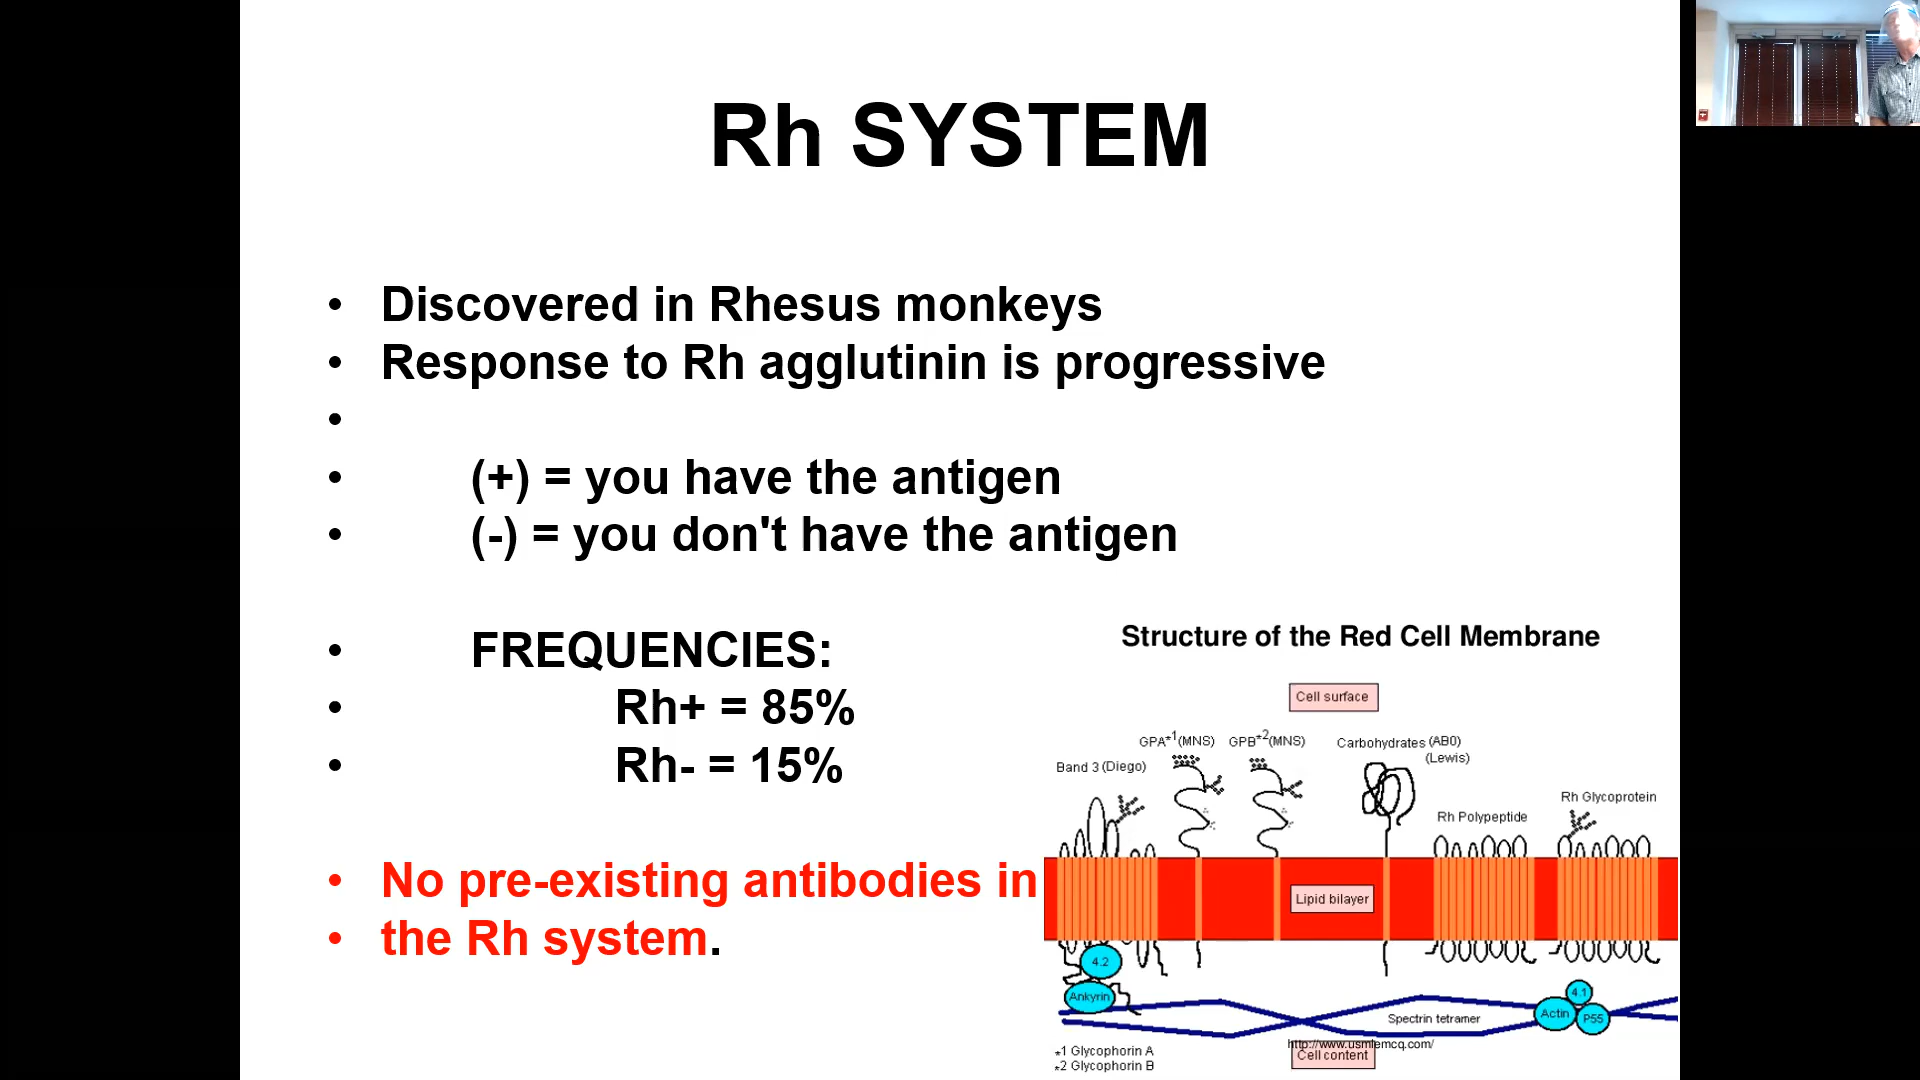 Rh SYSTEM
• Discovered in Rhesus monkeys
• Response to Rh agglutinin is progressive
•
• (+) = you have the antigen
• (-) = you don't have the antigen
• FREQUENCIES:
• Rh+ = 85%
• Rh- = 15%
• No pre-existing antibodies in
• the Rh system.
Structure of the Red Cell Membrane
Cell surface
GPA*1(MNS) GPB*2(MNS) Carbohydrates (AB0)
(Lewis)
Band 3 (Diego)
Rh Glycoprotein
Rh Polypeptide
Lipid bilayer
4.2
Ankyrin
4.1
Actin
P55
Spectrin tetramer
http://www.usmlemcq.com/
Cell content
*1 Glycophorin A
*2 Glycophorin B